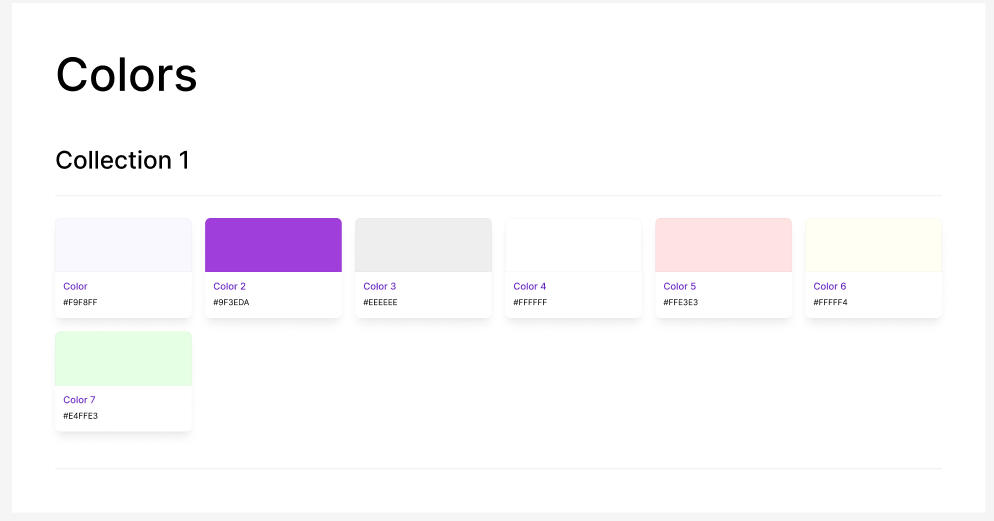 Colors
Collection 1
Color
#F9F8FF
Color 2
#9F3EDA
Color 3
#EEEEEE
Color 4
#FFFFFF
Color 5
#FFE3E3
Color 6
#FFFFF4
Color 7
#E4FFE3